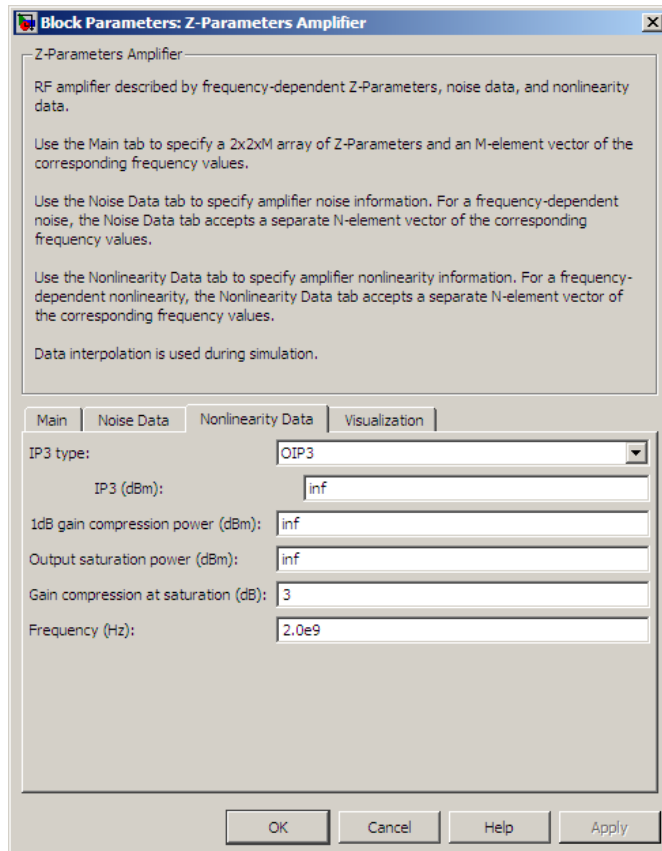 Block Parameters: Z-Parameters Amplifier
Z-Parameters Amplifier
RF amplifier described by frequency-dependent Z-Parameters, noise data, and nonlinearity
data.
Use the Main tab to specify a 2x2xM array of Z-Parameters and an M-element vector of the
corresponding frequency values.
Use the Noise Data tab to specify amplifier noise information. For a frequency-dependent
noise, the Noise Data tab accepts a separate N-element vector of the corresponding
frequency values.
Use the Nonlinearity Data tab to specify amplifier nonlinearity information. For a frequency-
dependent nonlinearity, the Nonlinearity Data tab accepts a separate N-element vector of
the corresponding frequency values.
Data interpolation is used during simulation.
Main Noise Data Nonlinearity Data Visualization
IP3 type: OIP3
IP3 (dBm): inf
1dB gain compression power (dBm): inf
Output saturation power (dBm): inf
Gain compression at saturation (dB): 3
Frequency (Hz): 2.0e9
OK Cancel Help Apply